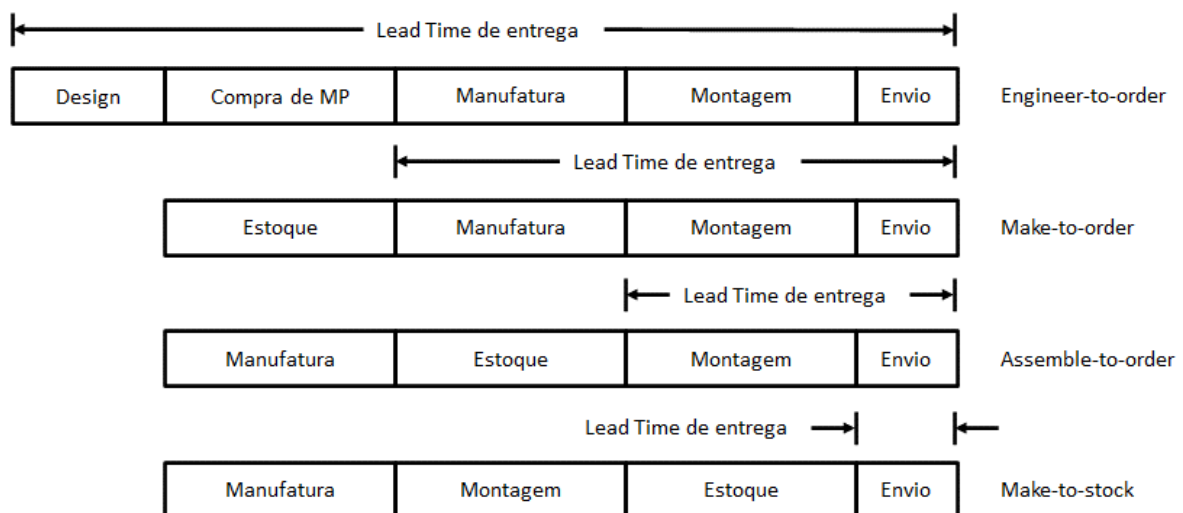 Lead Time de entrega
Design Compra de MP Manufatura Montagem Envio Engineer-to-order
Lead Time de entrega
Estoque Manufatura Montagem Envio Make-to-order
Lead Time de entrega
Manufatura Estoque Montagem Envio Assemble-to-order
Lead Time de entrega
Manufatura Montagem Estoque Envio Make-to-stock